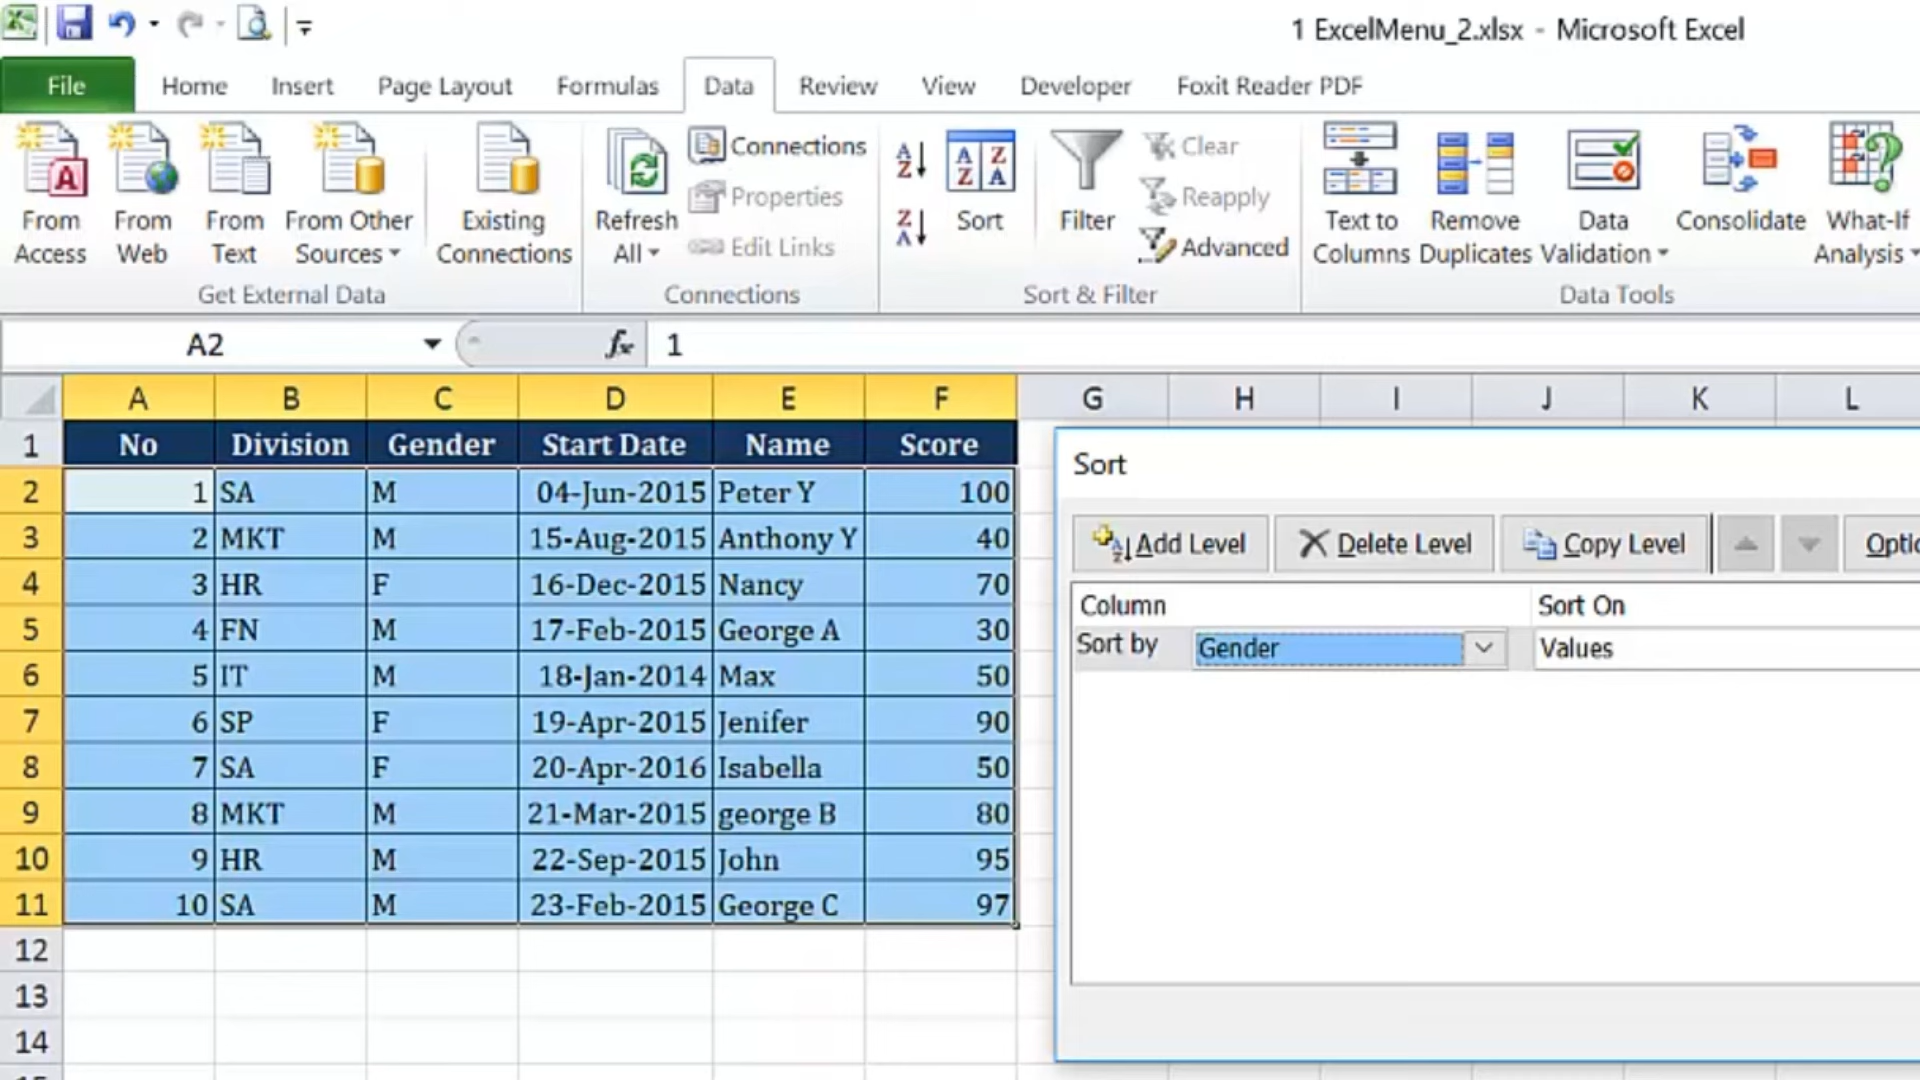 1 ExcelMenu_2.xlsx - Microsoft Excel
File Home Insert Page Layout Formulas Data Review View Developer Foxit Reader PDF
From Access
From Web
From Text
From Other Sources
Existing Connections
Get External Data
Refresh All
Connections
Properties
Edit Links
Connections
Sort
Filter
Clear
Reapply
Advanced
Sort & Filter
Text to Columns
Remove Duplicates
Data Validation
Consolidate
What-If Analysis
Data Tools
A2 fx 1
A B C D E F G H I J K L
1 No Division Gender Start Date Name Score
2 1 SA M 04-Jun-2015 Peter Y 100
3 2 MKT M 15-Aug-2015 Anthony Y 40
4 3 HR F 16-Dec-2015 Nancy 70
5 4 FN M 17-Feb-2015 George A 30
6 5 IT M 18-Jan-2014 Max 50
7 6 SP F 19-Apr-2015 Jenifer 90
8 7 SA F 20-Apr-2016 Isabella 50
9 8 MKT M 21-Mar-2015 george B 80
10 9 HR M 22-Sep-2015 John 95
11 10 SA M 23-Feb-2015 George C 97
12
13
14
Sort
Add Level Delete Level Copy Level
Column Sort On
Sort by Gender Values